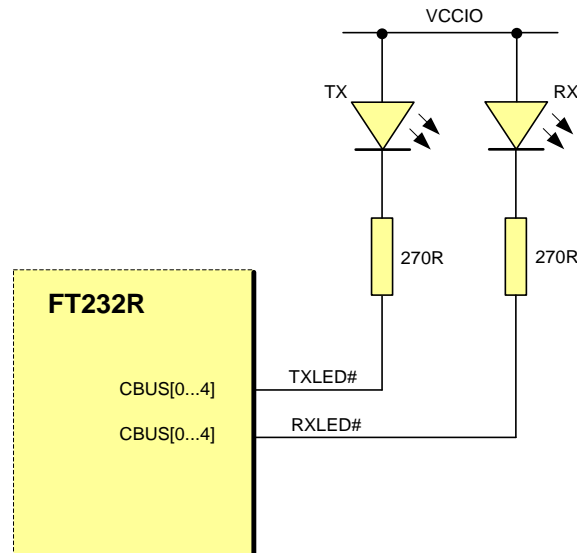 VCCIO
TX
RX
270R
270R
FT232R
TXLED#
CBUS[0...4]
RXLED#
CBUS[0...4]